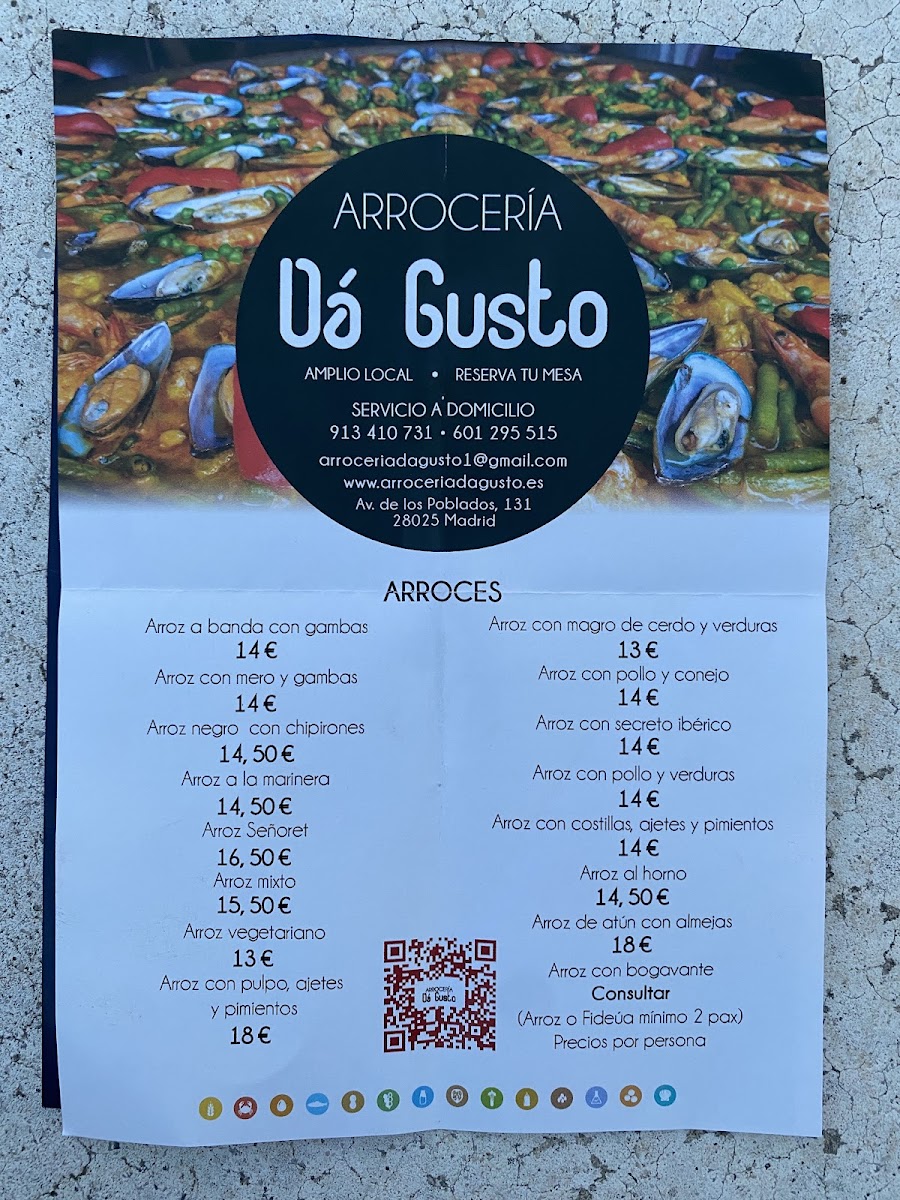 ARROCERÍA
Dá Gusto
AMPLIO LOCAL • RESERVA TU MESA
SERVICIO A DOMICILIO
913 410 731 • 601 295 515
arroceriadagusto1@gmail.com
www.arroceriadagusto.es
Av. de los Poblados, 131
28025 Madrid
ARROCES
Arroz a banda con gambas
14 €
Arroz con mero y gambas
14 €
Arroz negro con chipirones
14,50 €
Arroz a la marinera
14,50 €
Arroz Señoret
16,50 €
Arroz mixto
15,50 €
Arroz vegetariano
13 €
Arroz con pulpo, ajetes
y pimientos
18 €
Arroz con magro de cerdo y verduras
13 €
Arroz con pollo y conejo
14 €
Arroz con secreto ibérico
14 €
Arroz con pollo y verduras
14 €
Arroz con costillas, ajetes y pimientos
14 €
Arroz al horno
14,50 €
Arroz de atún con almejas
18 €
Arroz con bogavante
Consultar
(Arroz o Fideúa mínimo 2 pax)
Precios por persona
ARROCERÍA
Dá Gusto